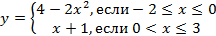 y = {4 − 2x², если − 2 ≤ x ≤ 0
x + 1, если 0 < x ≤ 3